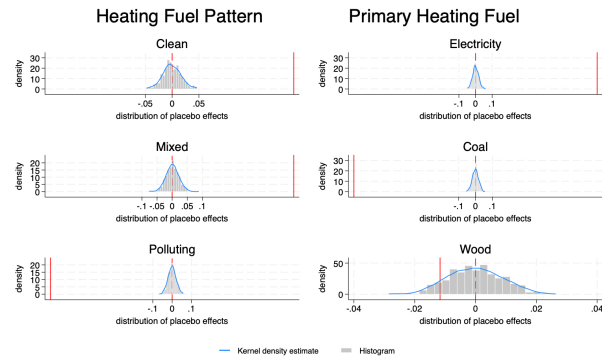 Heating Fuel Pattern
Primary Heating Fuel
Clean
density
30
20
10
0
-.05 0 .05
distribution of placebo effects
Electricity
density
30
20
10
0
-.1 0 .1
distribution of placebo effects
Mixed
density
20
15
10
5
0
-.1 -.05 0 .05 .1
distribution of placebo effects
Coal
density
30
20
10
0
-.1 0 .1
distribution of placebo effects
Polluting
density
20
15
10
5
0
-.1 0 .1
distribution of placebo effects
Wood
density
50
0
-.04 -.02 0 .02 .04
distribution of placebo effects
Kernel density estimate Histogram